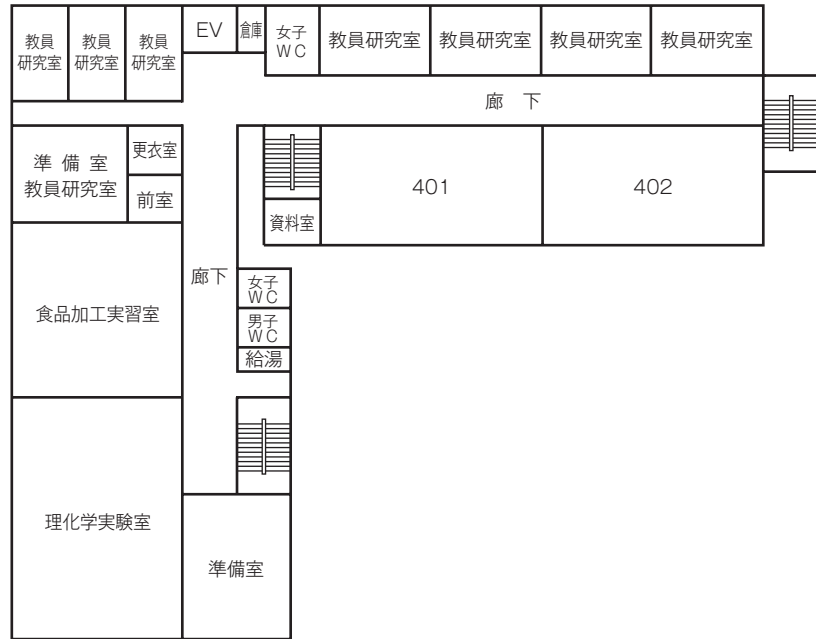 教員
研究室
教員
研究室
教員
研究室
EV
倉庫
女子
WC
教員研究室
教員研究室
教員研究室
教員研究室
廊 下
準 備 室
教員研究室
更衣室
前室
401
402
資料室
廊下
女子
WC
食品加工実習室
男子
WC
給湯
理化学実験室
準備室